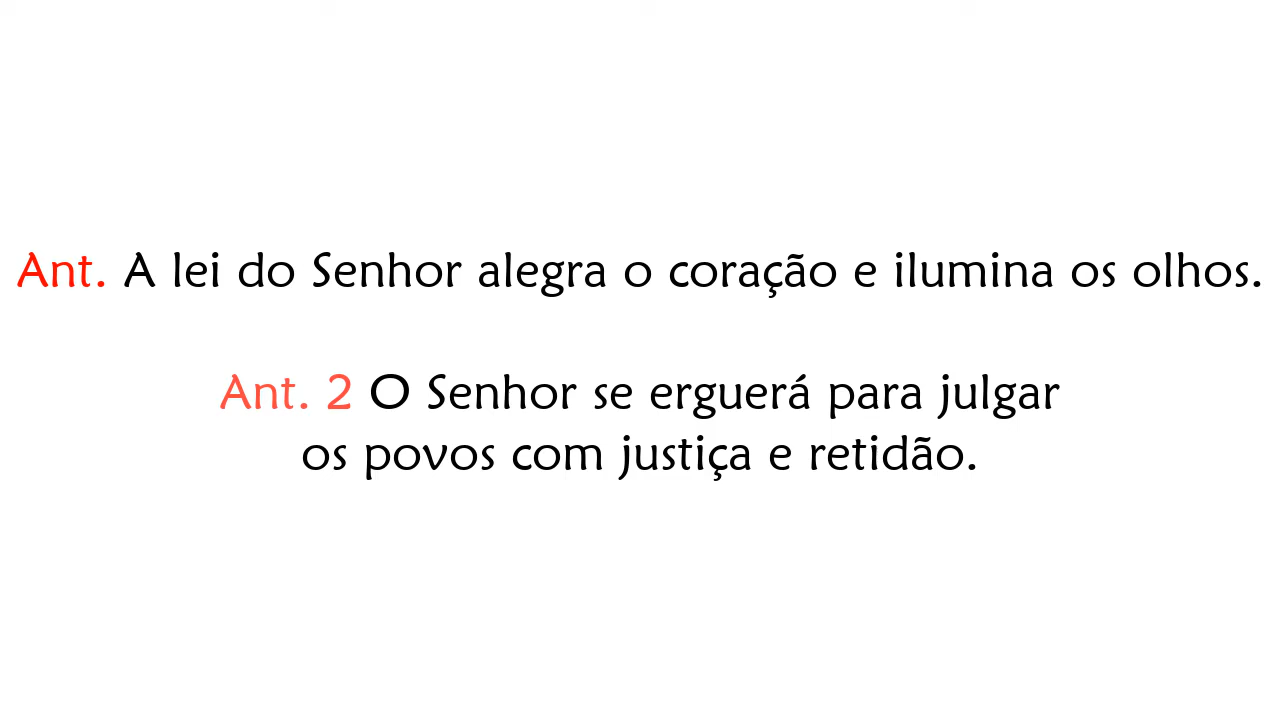 Ant. A lei do Senhor alegra o coração e ilumina os olhos.
Ant. 2 O Senhor se erguerá para julgar
os povos com justiça e retidão.